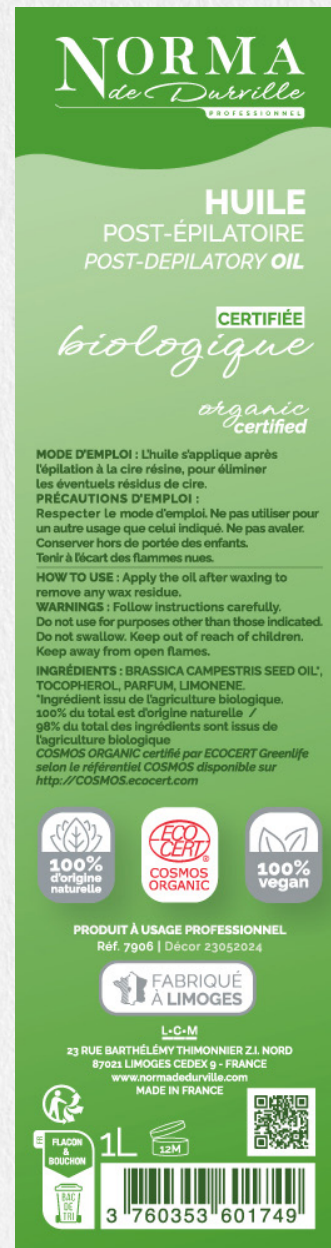 NORMA
de Durville
PROFESSIONNEL
HUILE
POST-ÉPILATOIRE
POST-DEPILATORY OIL
CERTIFIÉE
biologique
organic
certified
MODE D'EMPLOI : L'huile s'applique après
l'épilation à la cire résine, pour éliminer
les éventuels résidus de cire.
PRÉCAUTIONS D'EMPLOI :
Respecter le mode d'emploi. Ne pas utiliser pour
un autre usage que celui indiqué. Ne pas avaler.
Conserver hors de portée des enfants.
Tenir à l'écart des flammes nues.
HOW TO USE : Apply the oil after waxing to
remove any wax residue.
WARNINGS : Follow instructions carefully.
Do not use for purposes other than those indicated.
Do not swallow. Keep out of reach of children.
Keep away from open flames.
INGRÉDIENTS : BRASSICA CAMPESTRIS SEED OIL*,
TOCOPHEROL, PARFUM, LIMONENE.
*Ingrédient issu de l'agriculture biologique.
100% du total est d'origine naturelle /
98% du total des ingrédients sont issus de
l'agriculture biologique
COSMOS ORGANIC certifié par ECOCERT Greenlife
selon le référentiel COSMOS disponible sur
http://COSMOS.ecocert.com
100%
d'origine
naturelle
ECO
CERT
®
COSMOS
ORGANIC
100%
vegan
PRODUIT À USAGE PROFESSIONNEL
Réf. 7906 | Décor 23052024
FABRIQUÉ
À LIMOGES
L•C•M
23 RUE BARTHÉLÉMY THIMONNIER Z.I. NORD
87021 LIMOGES CEDEX 9 - FRANCE
www.normadedurville.com
MADE IN FRANCE
FR
FLACON
&
BOUCHON
BAC
DE
TRI
1L
12M
3 760353 601749